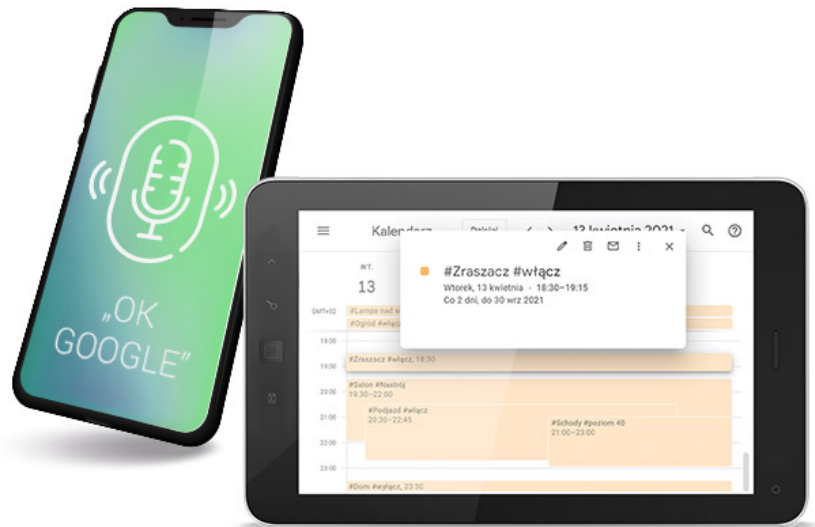 „OK
GOOGLE”
Kalendarz
13 kwietnia 2021
#Zraszacz #włącz
Wtorek, 13 kwietnia · 18:30–19:15
Co 2 dni, do 30 wrz 2021
WT.
13
GMT+02
#Lampa nad
#Ogród #włącz
18:00
#Zraszacz #włącz, 18:30
19:00
#Salon #Nastrój
19:30–22:00
20:00
#Podjazd #włącz
20:30–22:45
21:00
#Schody #poziom 40
21:00–23:00
22:00
23:00
#Dom #wyłącz, 23:30